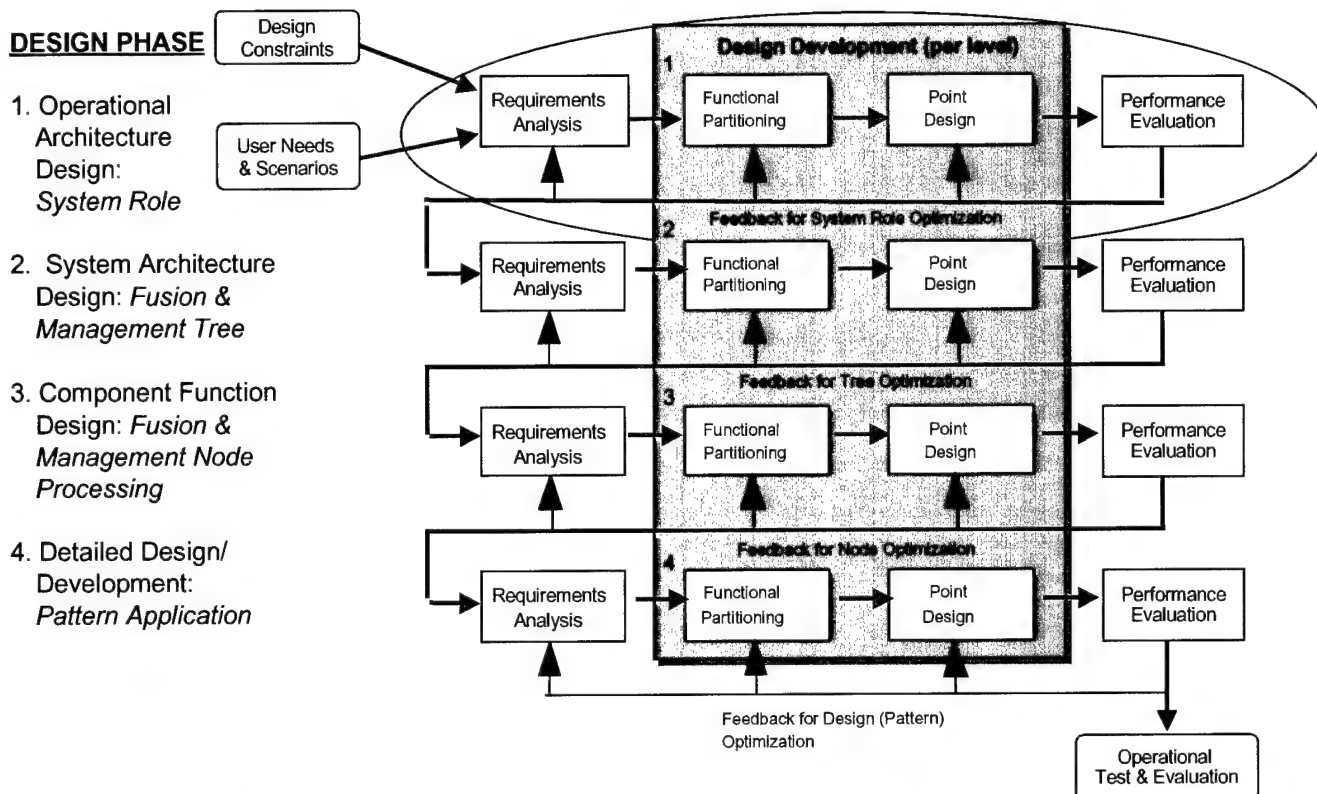 DESIGN PHASE
Design
Constraints
1. Operational
Architecture
Design:
System Role
User Needs
& Scenarios
2. System Architecture
Design: Fusion &
Management Tree
3. Component Function
Design: Fusion &
Management Node
Processing
4. Detailed Design/
Development:
Pattern Application
Design Development (per level)
1
Requirements
Analysis
Functional
Partitioning
Point
Design
Performance
Evaluation
Feedback for System Role Optimization
2
Requirements
Analysis
Functional
Partitioning
Point
Design
Performance
Evaluation
Feedback for Tree Optimization
3
Requirements
Analysis
Functional
Partitioning
Point
Design
Performance
Evaluation
Feedback for Node Optimization
4
Requirements
Analysis
Functional
Partitioning
Point
Design
Performance
Evaluation
Feedback for Design (Pattern)
Optimization
Operational
Test & Evaluation